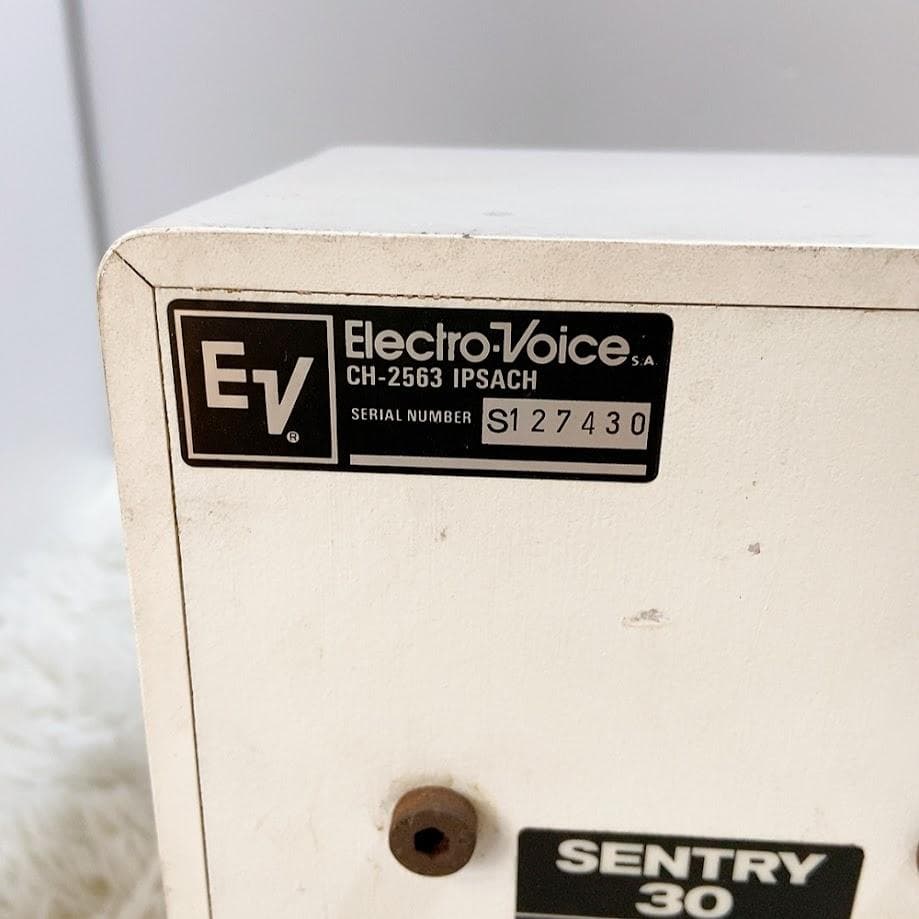 EV®
Electro-Voice S.A.
CH-2563 IPSACH
SERIAL NUMBER S127430
SENTRY
30